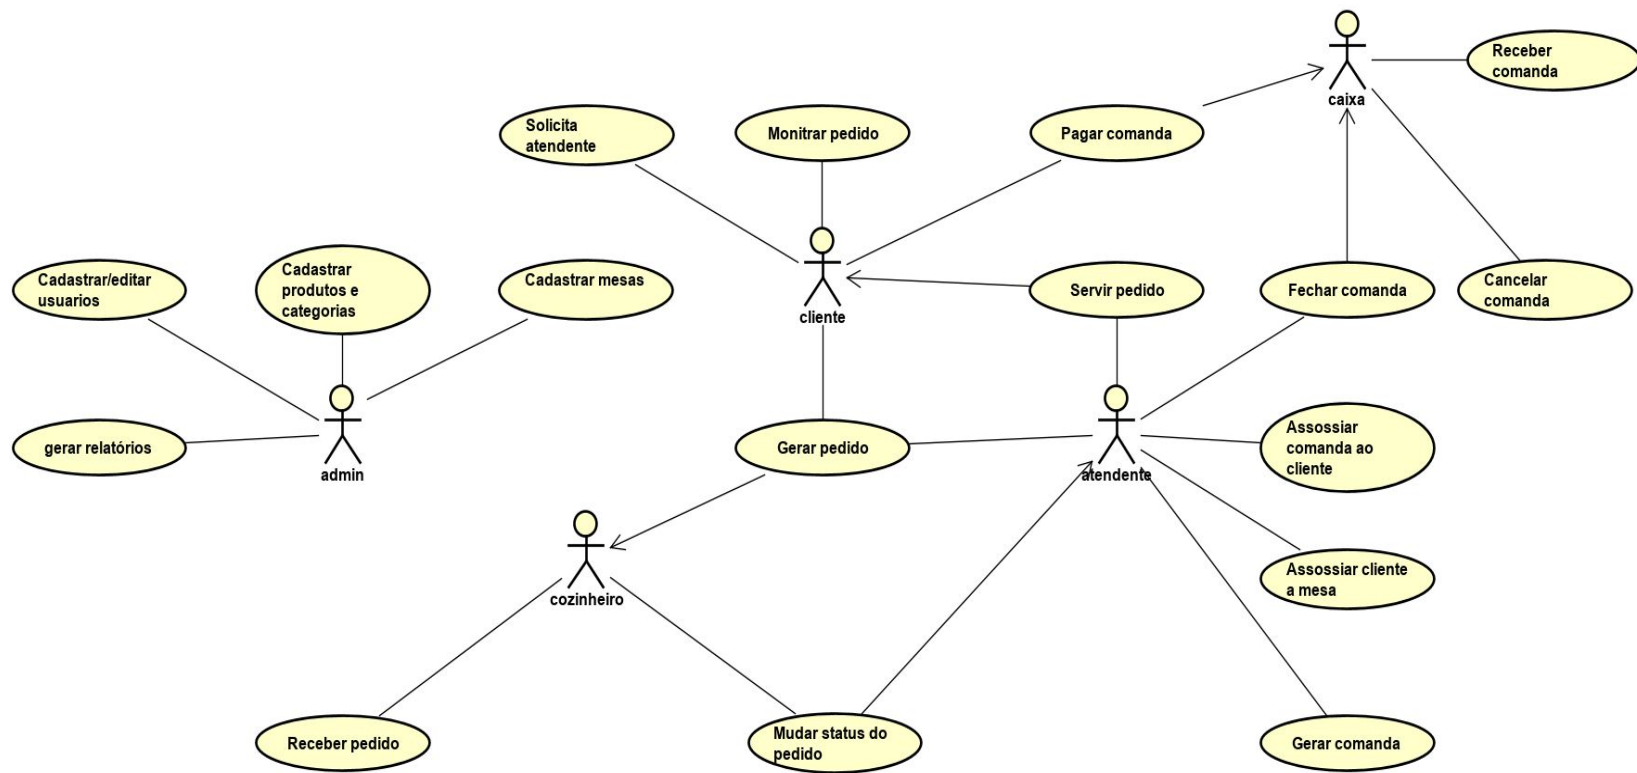 Receber
comanda
caixa
Solicita
atendente
Monitrar pedido
Pagar comanda
Cadastrar/editar
usuarios
Cadastrar
produtos e
categorias
Cadastrar mesas
cliente
Servir pedido
Fechar comanda
Cancelar
comanda
gerar relatórios
admin
Gerar pedido
atendente
Assossiar
comanda ao
cliente
cozinheiro
Assossiar cliente
a mesa
Receber pedido
Mudar status do
pedido
Gerar comanda